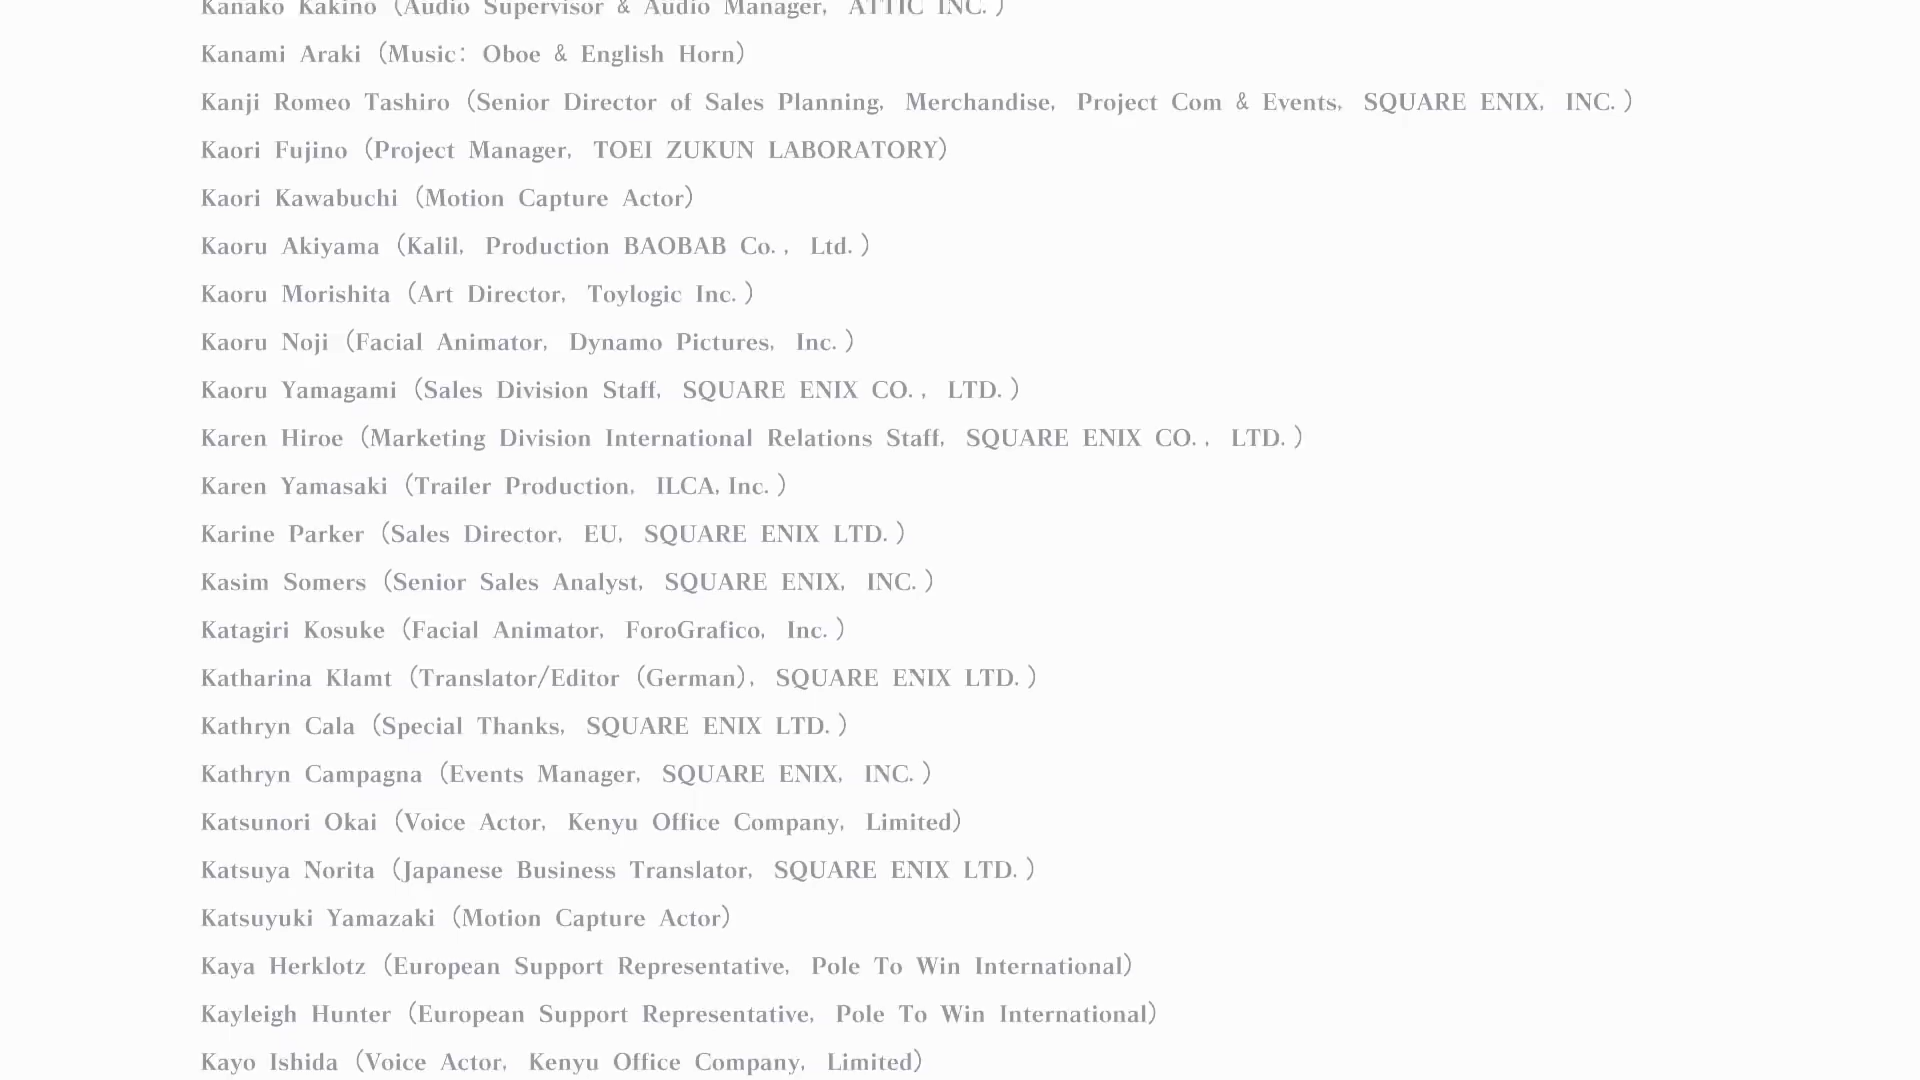 Kanako Kakino (Audio Supervisor & Audio Manager, ATTIC INC.)
Kanami Araki (Music: Oboe & English Horn)
Kanji Romeo Tashiro (Senior Director of Sales Planning, Merchandise, Project Com & Events, SQUARE ENIX, INC.)
Kaori Fujino (Project Manager, TOEI ZUKUN LABORATORY)
Kaori Kawabuchi (Motion Capture Actor)
Kaoru Akiyama (Kalil, Production BAOBAB Co., Ltd.)
Kaoru Morishita (Art Director, Toylogic Inc.)
Kaoru Noji (Facial Animator, Dynamo Pictures, Inc.)
Kaoru Yamagami (Sales Division Staff, SQUARE ENIX CO., LTD.)
Karen Hiroe (Marketing Division International Relations Staff, SQUARE ENIX CO., LTD.)
Karen Yamasaki (Trailer Production, ILCA, Inc.)
Karine Parker (Sales Director, EU, SQUARE ENIX LTD.)
Kasim Somers (Senior Sales Analyst, SQUARE ENIX, INC.)
Katagiri Kosuke (Facial Animator, ForoGrafico, Inc.)
Katharina Klamt (Translator/Editor (German), SQUARE ENIX LTD.)
Kathryn Cala (Special Thanks, SQUARE ENIX LTD.)
Kathryn Campagna (Events Manager, SQUARE ENIX, INC.)
Katsunori Okai (Voice Actor, Kenyu Office Company, Limited)
Katsuya Norita (Japanese Business Translator, SQUARE ENIX LTD.)
Katsuyuki Yamazaki (Motion Capture Actor)
Kaya Herklotz (European Support Representative, Pole To Win International)
Kayleigh Hunter (European Support Representative, Pole To Win International)
Kayo Ishida (Voice Actor, Kenyu Office Company, Limited)